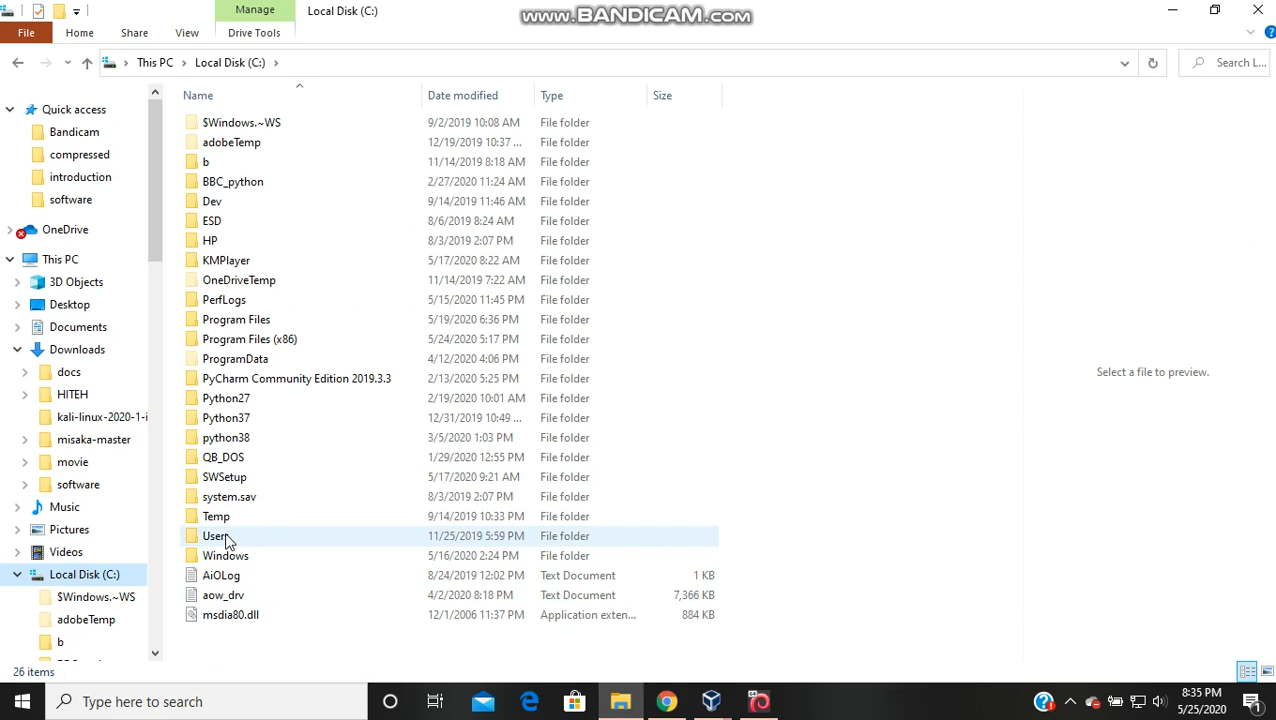 Manage
Local Disk (C:)
www.BANDICAM.com
File
Home
Share
View
Drive Tools
This PC
Local Disk (C:)
Search L...
Name
Date modified
Type
Size
Quick access
Bandicam
compressed
introduction
software
OneDrive
This PC
3D Objects
Desktop
Documents
Downloads
docs
HITEH
kali-linux-2020-1-i
misaka-master
movie
software
Music
Pictures
Videos
Local Disk (C:)
$Windows.~WS
adobeTemp
b
$Windows.~WS 9/2/2019 10:08 AM File folder
adobeTemp 12/19/2019 10:37 ... File folder
b 11/14/2019 8:18 AM File folder
BBC_python 2/27/2020 11:24 AM File folder
Dev 9/14/2019 11:46 AM File folder
ESD 8/6/2019 8:24 AM File folder
HP 8/3/2019 2:07 PM File folder
KMPlayer 5/17/2020 8:22 AM File folder
OneDriveTemp 11/14/2019 7:22 AM File folder
PerfLogs 5/15/2020 11:45 PM File folder
Program Files 5/19/2020 6:36 PM File folder
Program Files (x86) 5/24/2020 5:17 PM File folder
ProgramData 4/12/2020 4:06 PM File folder
PyCharm Community Edition 2019.3.3 2/13/2020 5:25 PM File folder
Python27 2/19/2020 10:01 AM File folder
Python37 12/31/2019 10:49 ... File folder
python38 3/5/2020 1:03 PM File folder
QB_DOS 1/29/2020 12:55 PM File folder
SWSetup 5/17/2020 9:21 AM File folder
system.sav 8/3/2019 2:07 PM File folder
Temp 9/14/2019 10:33 PM File folder
Users 11/25/2019 5:59 PM File folder
Windows 5/16/2020 2:24 PM File folder
AiOLog 8/24/2019 12:02 PM Text Document 1 KB
aow_drv 4/2/2020 8:18 PM Text Document 7,366 KB
msdia80.dll 12/1/2006 11:37 PM Application exten... 884 KB
Select a file to preview.
26 items
Type here to search
8:35 PM
5/25/2020
1